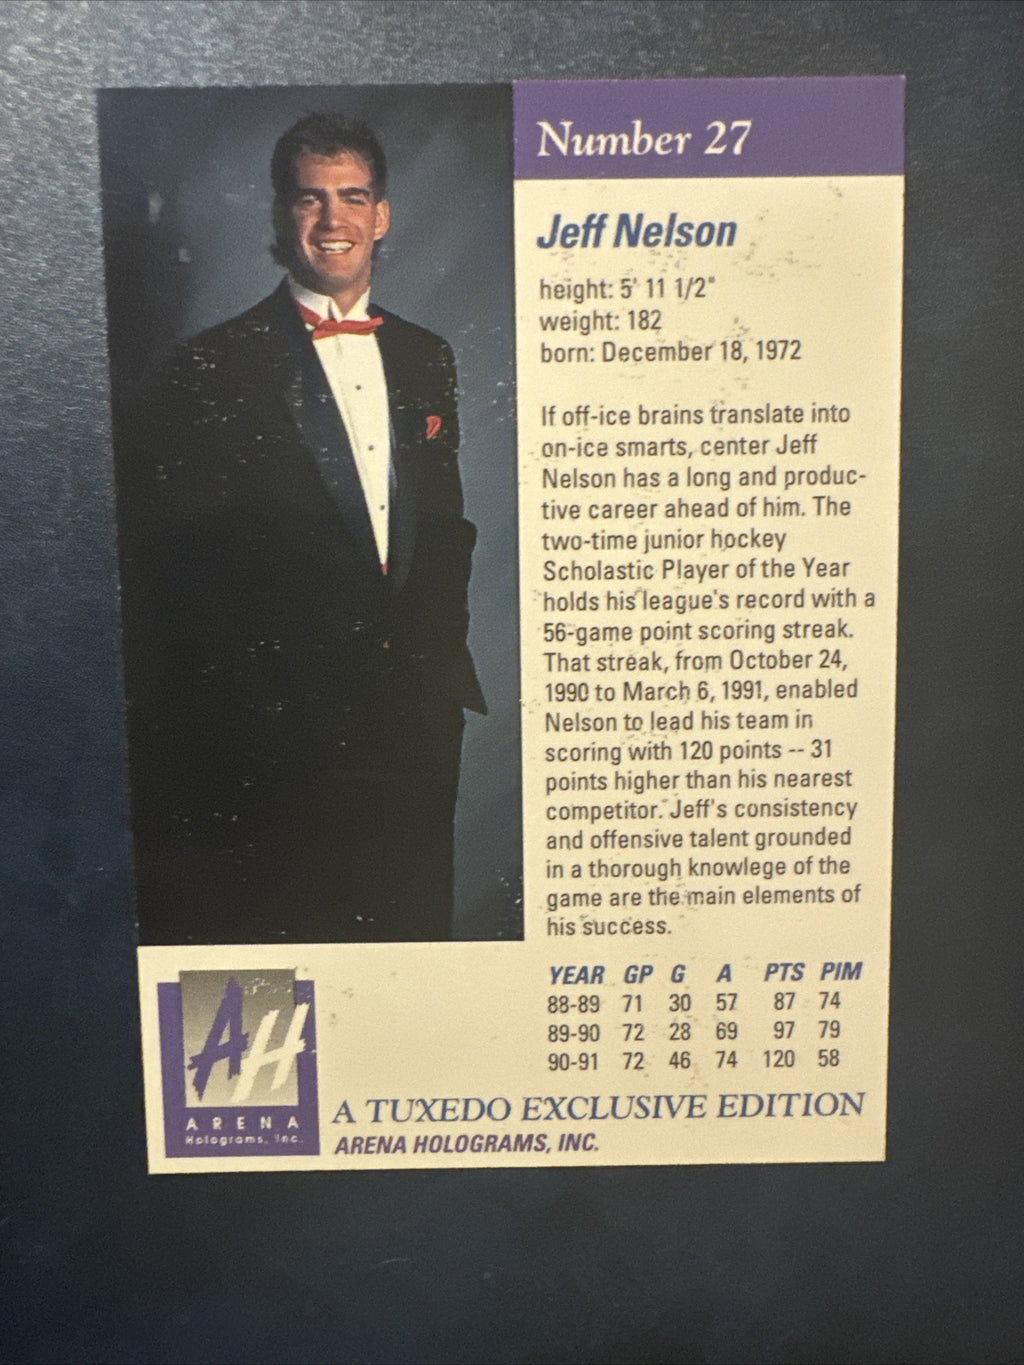 Number 27
Jeff Nelson
height: 5' 11 1/2"
weight: 182
born: December 18, 1972
If off-ice brains translate into
on-ice smarts, center Jeff
Nelson has a long and produc-
tive career ahead of him. The
two-time junior hockey
Scholastic Player of the Year
holds his league's record with a
56-game point scoring streak.
That streak, from October 24,
1990 to March 6, 1991, enabled
Nelson to lead his team in
scoring with 120 points -- 31
points higher than his nearest
competitor. Jeff's consistency
and offensive talent grounded
in a thorough knowlege of the
game are the main elements of
his success.
YEAR GP G A PTS PIM
88-89 71 30 57 87 74
89-90 72 28 69 97 79
90-91 72 46 74 120 58
AH
ARENA
Holograms, Inc.
A TUXEDO EXCLUSIVE EDITION
ARENA HOLOGRAMS, INC.